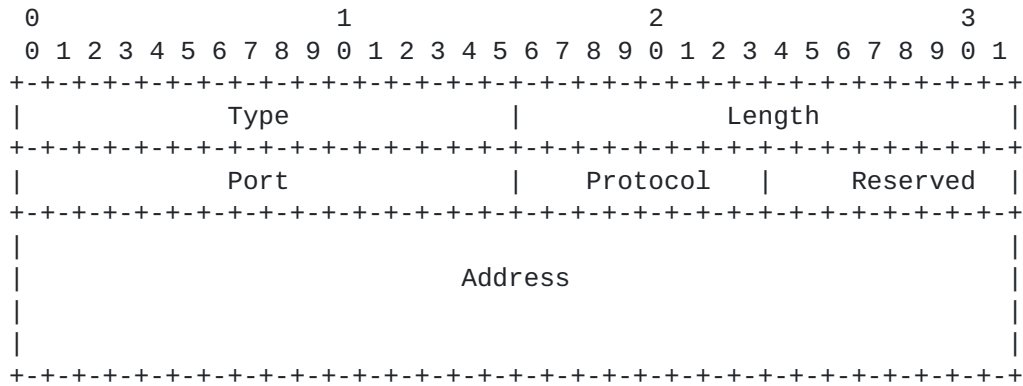 0                   1                   2                   3
 0 1 2 3 4 5 6 7 8 9 0 1 2 3 4 5 6 7 8 9 0 1 2 3 4 5 6 7 8 9 0 1
+-+-+-+-+-+-+-+-+-+-+-+-+-+-+-+-+-+-+-+-+-+-+-+-+-+-+-+-+-+-+-+-+
|             Type              |             Length            |
+-+-+-+-+-+-+-+-+-+-+-+-+-+-+-+-+-+-+-+-+-+-+-+-+-+-+-+-+-+-+-+-+
|             Port              |    Protocol   |     Reserved  |
+-+-+-+-+-+-+-+-+-+-+-+-+-+-+-+-+-+-+-+-+-+-+-+-+-+-+-+-+-+-+-+-+
|                                                               |
|                            Address                            |
|                                                               |
|                                                               |
+-+-+-+-+-+-+-+-+-+-+-+-+-+-+-+-+-+-+-+-+-+-+-+-+-+-+-+-+-+-+-+-+